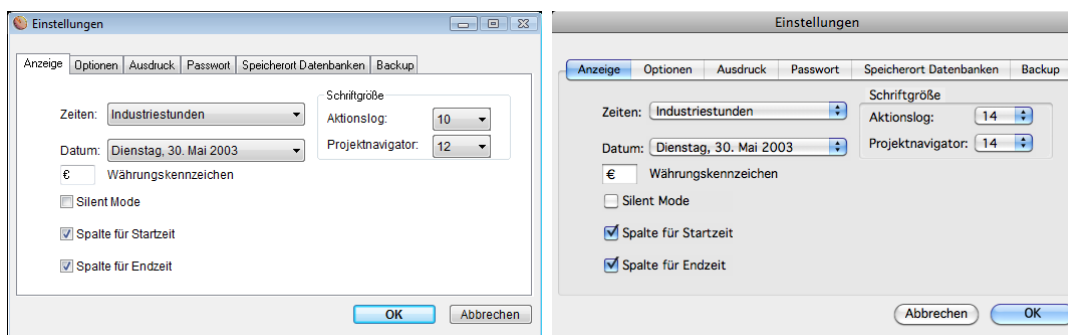 Einstellungen
Anzeige Optionen Ausdruck Passwort Speicherort Datenbanken Backup
Schriftgröße
Zeiten: Industriestunden Aktionslog: 10
Datum: Dienstag, 30. Mai 2003 Projektnavigator: 12
€ Währungskennzeichen
Silent Mode
Spalte für Startzeit
Spalte für Endzeit
OK Abbrechen
Einstellungen
Anzeige Optionen Ausdruck Passwort Speicherort Datenbanken Backup
Schriftgröße
Zeiten: Industriestunden Aktionslog: 14
Datum: Dienstag, 30. Mai 2003 Projektnavigator: 14
€ Währungskennzeichen
Silent Mode
Spalte für Startzeit
Spalte für Endzeit
Abbrechen OK